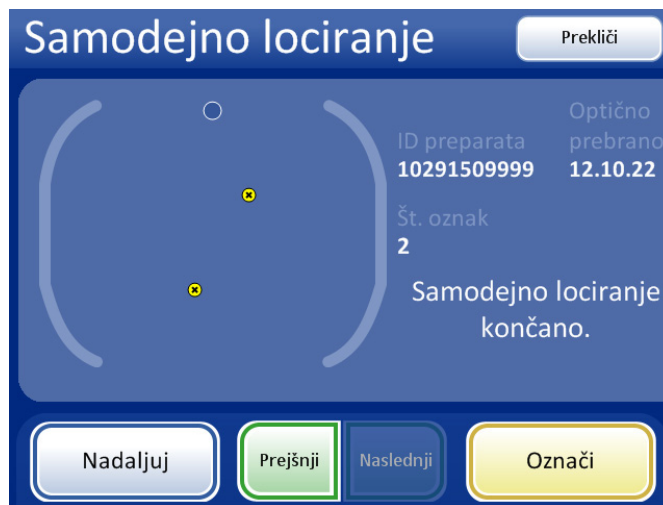 Samodejno lociranje
Prekliči
ID preparata
10291509999
Optično
prebrano
12.10.22
Št. oznak
2
Samodejno lociranje
končano.
Nadaljuj
Prejšnji
Naslednji
Označi